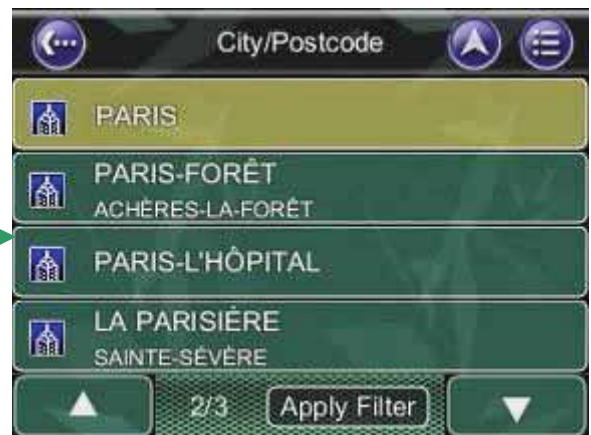 City/Postcode
PARIS
PARIS-FORÊT
ACHÈRES-LA-FORÊT
PARIS-L'HÔPITAL
LA PARISIÈRE
SAINTE-SÉVÈRE
2/3 Apply Filter